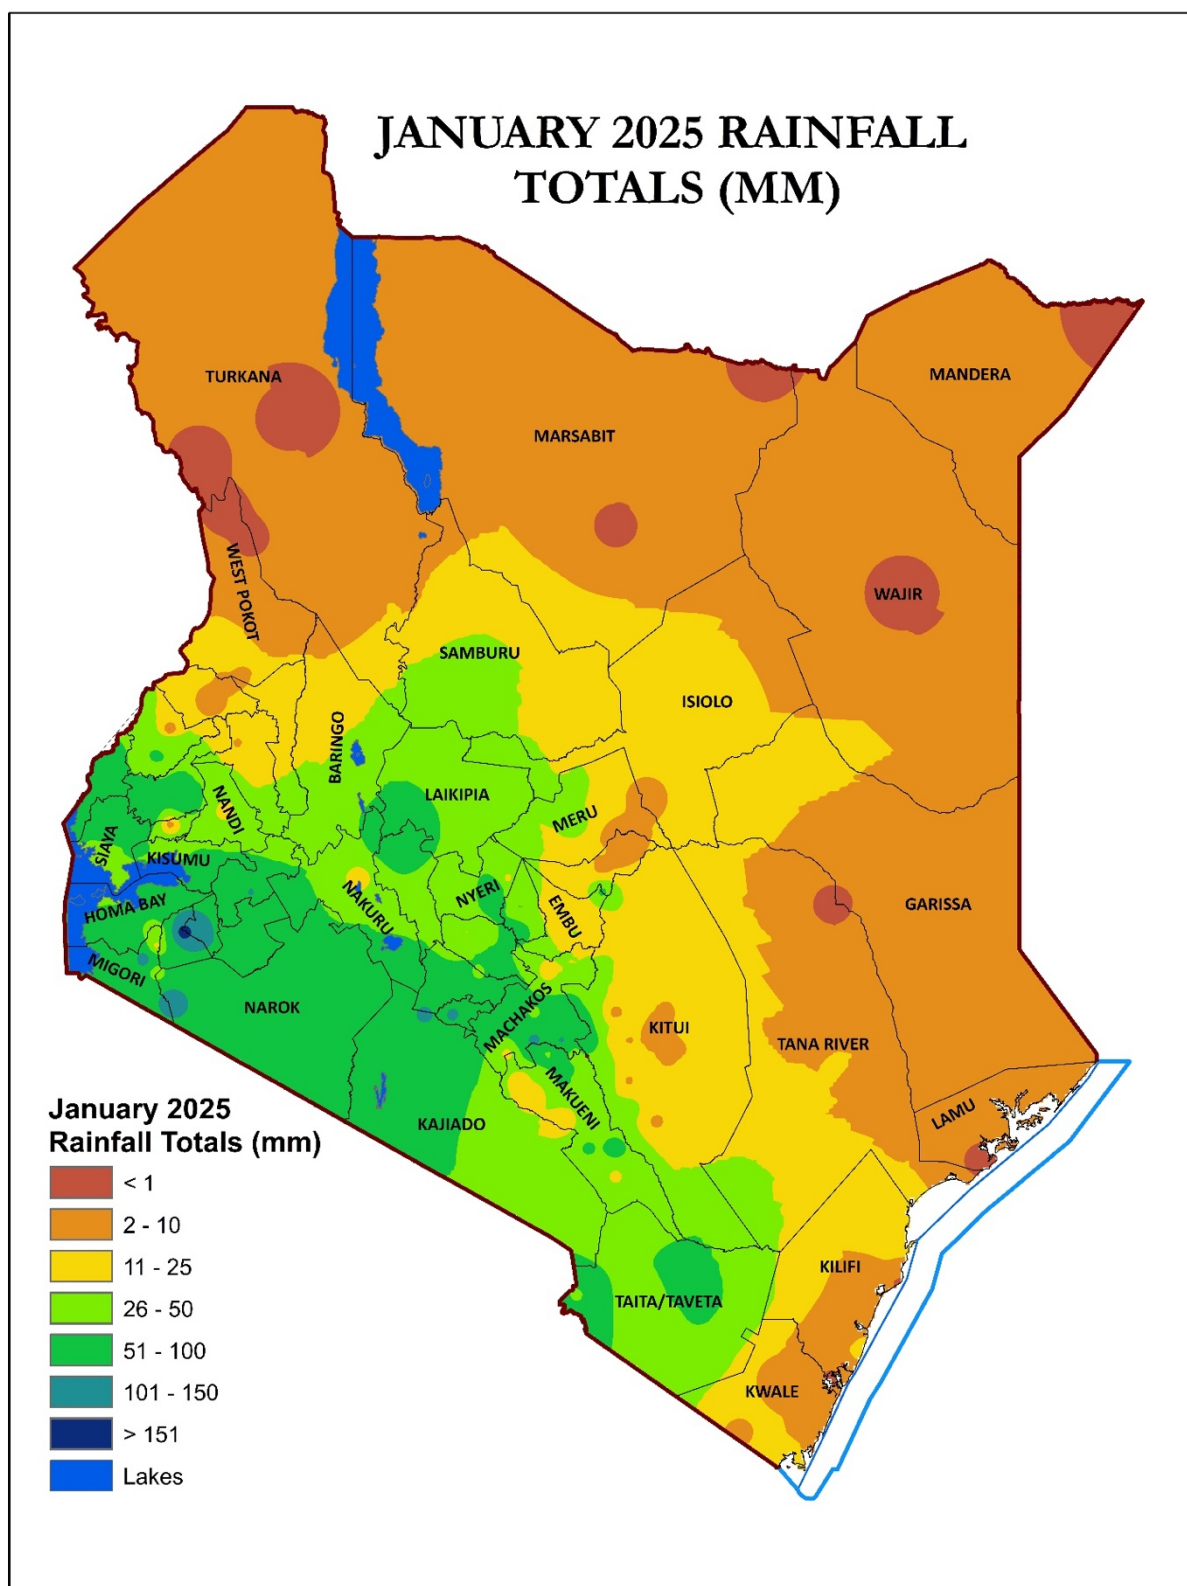 JANUARY 2025 RAINFALL
TOTALS (MM)
TURKANA
MANDERA
MARSABIT
WEST POKOT
WAJIR
SAMBURU
ISIOLO
BARINGO
LAIKIPIA
NANDI
MERU
SIAYA
KISUMU
NAKURU
NYERI
EMBU
GARISSA
HOMA BAY
MIGORI
NAROK
MACHAKOS
KITUI
TANA RIVER
MAKUENI
KAJIADO
LAMU
KILIFI
TAITA/TAVETA
KWALE
January 2025
Rainfall Totals (mm)
< 1
2 - 10
11 - 25
26 - 50
51 - 100
101 - 150
> 151
Lakes